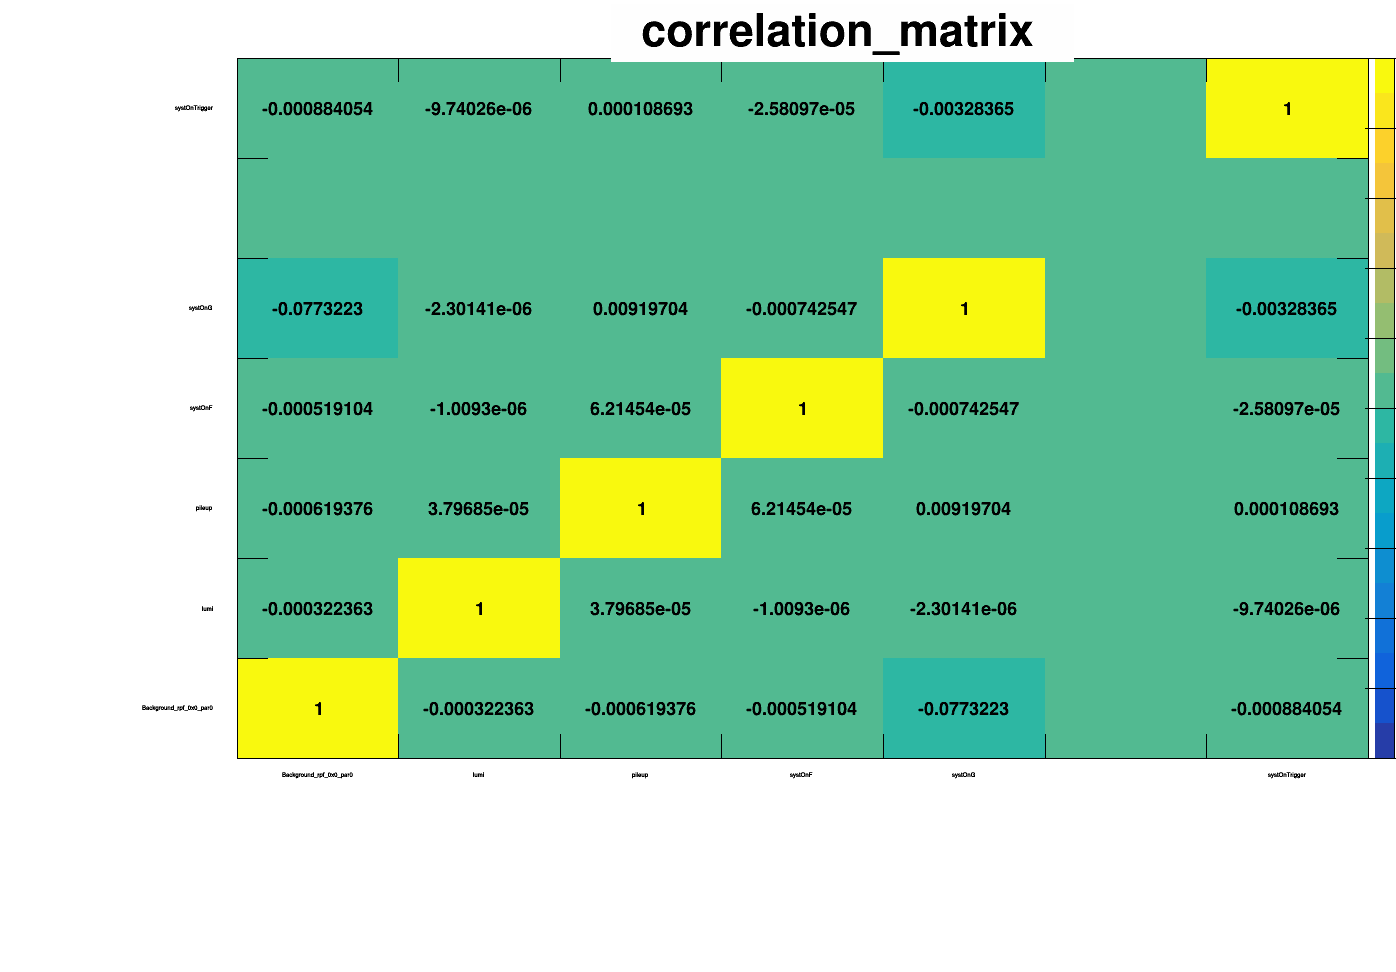 correlation_matrix
systOnTrigger -0.000884054 -9.74026e-06 0.000108693 -2.58097e-05 -0.00328365 1
systOnG -0.0773223 -2.30141e-06 0.00919704 -0.000742547 1 -0.00328365
systOnF -0.000519104 -1.0093e-06 6.21454e-05 1 -0.000742547 -2.58097e-05
pileup -0.000619376 3.79685e-05 1 6.21454e-05 0.00919704 0.000108693
lumi -0.000322363 1 3.79685e-05 -1.0093e-06 -2.30141e-06 -9.74026e-06
Background_rpf_0x0_par0 1 -0.000322363 -0.000619376 -0.000519104 -0.0773223 -0.000884054
Background_rpf_0x0_par0 lumi pileup systOnF systOnG systOnTrigger